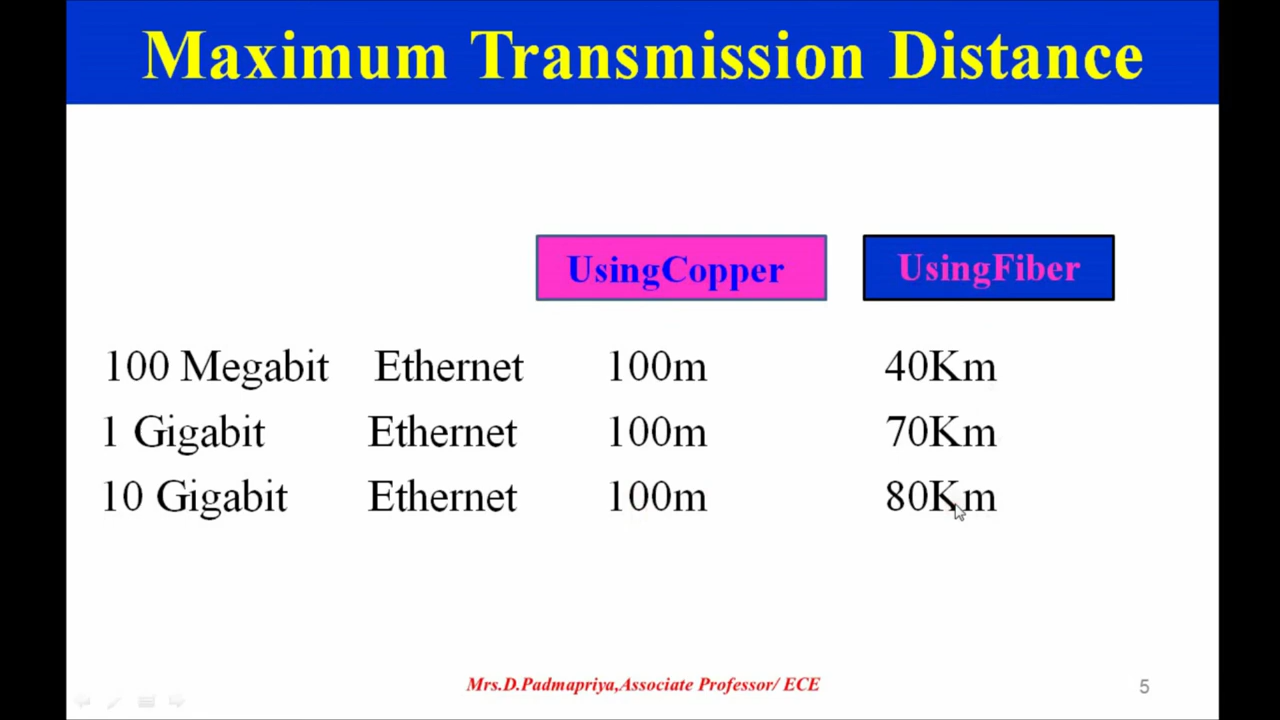 Maximum Transmission Distance
UsingCopper UsingFiber
100 Megabit Ethernet 100m 40Km
1 Gigabit Ethernet 100m 70Km
10 Gigabit Ethernet 100m 80Km
Mrs.D.Padmapriya,Associate Professor/ ECE
5